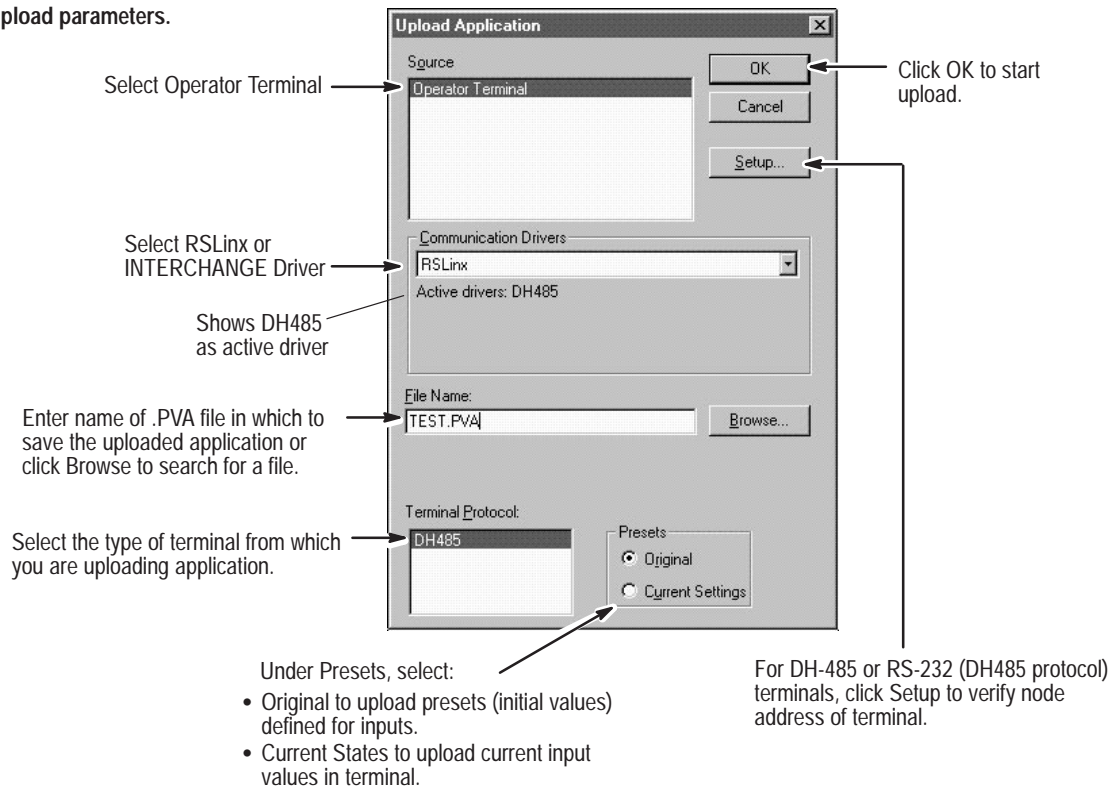 pload parameters.
Upload Application
Source
Operator Terminal
OK
Cancel
Setup...
Select Operator Terminal
Click OK to start
upload.
Communication Drivers
RSLinx
Active drivers: DH485
Select RSLinx or
INTERCHANGE Driver
Shows DH485
as active driver
File Name:
TEST.PVA
Browse...
Enter name of .PVA file in which to
save the uploaded application or
click Browse to search for a file.
Terminal Protocol:
DH485
Presets
Original
Current Settings
Select the type of terminal from which
you are uploading application.
Under Presets, select:
• Original to upload presets (initial values)
defined for inputs.
• Current States to upload current input
values in terminal.
For DH-485 or RS-232 (DH485 protocol)
terminals, click Setup to verify node
address of terminal.